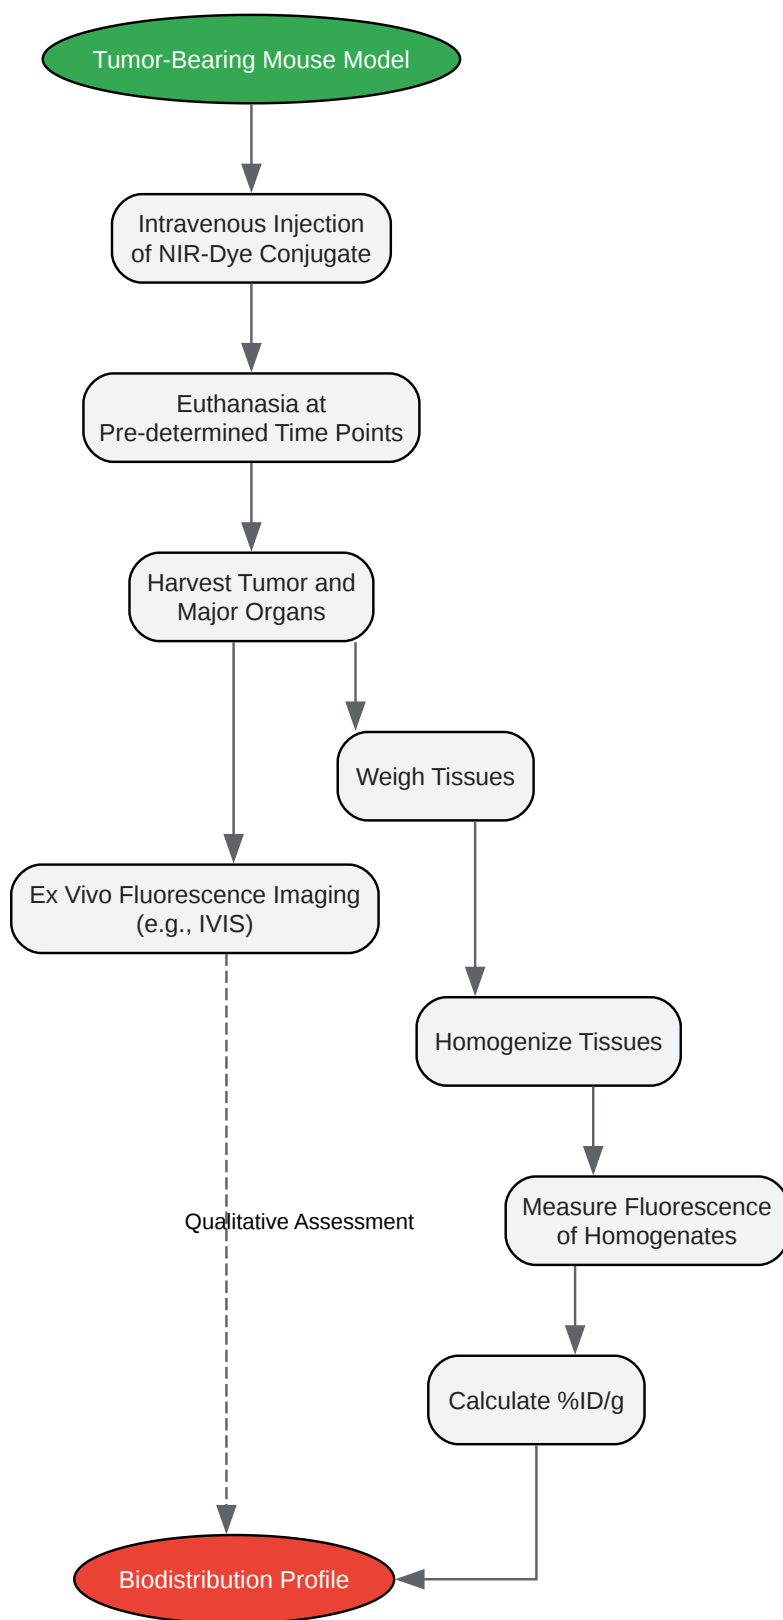 Tumor-Bearing Mouse Model
Intravenous Injection
of NIR-Dye Conjugate
Euthanasia at
Pre-determined Time Points
Harvest Tumor and
Major Organs
Weigh Tissues
Ex Vivo Fluorescence Imaging
(e.g., IVIS)
Homogenize Tissues
Measure Fluorescence
of Homogenates
Qualitative Assessment
Calculate %ID/g
Biodistribution Profile